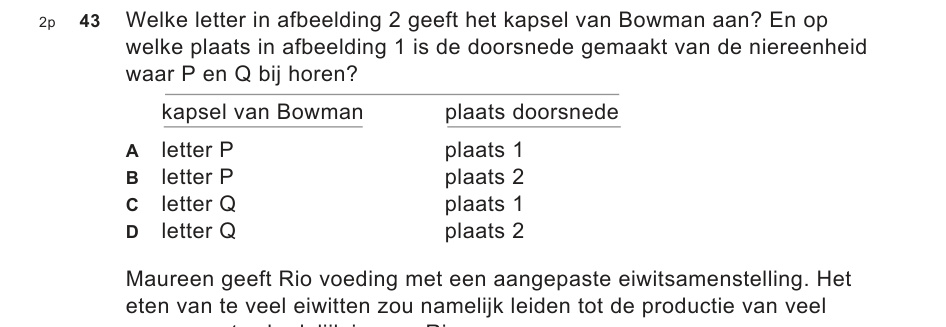 2p 43 Welke letter in afbeelding 2 geeft het kapsel van Bowman aan? En op
welke plaats in afbeelding 1 is de doorsnede gemaakt van de niereenheid
waar P en Q bij horen?
kapsel van Bowman plaats doorsnede
A letter P plaats 1
B letter P plaats 2
C letter Q plaats 1
D letter Q plaats 2
Maureen geeft Rio voeding met een aangepaste eiwitsamenstelling. Het
eten van te veel eiwitten zou namelijk leiden tot de productie van veel